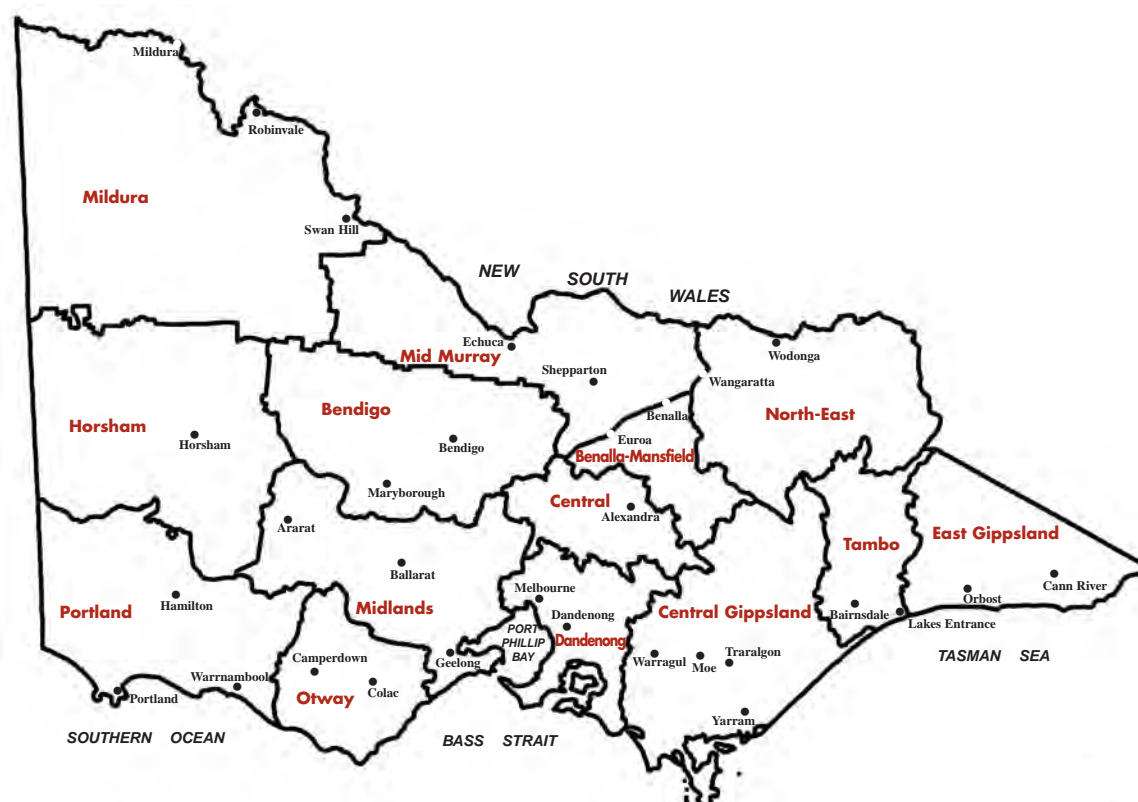 Mildura
Robinvale
Mildura
Swan Hill
NEW SOUTH WALES
Echuca
Mid Murray
Wodonga
Shepparton
Wangaratta
Bendigo
North-East
Benalla
Horsham
Horsham
Bendigo
Euroa
Benalla-Mansfield
Maryborough
Central
Alexandra
Ararat
East Gippsland
Tambo
Ballarat
Melbourne
Cann River
Hamilton
Portland
Midlands
Dandenong
Central Gippsland
Orbost
Bairnsdale
Lakes Entrance
PORT
PHILLIP
BAY
Dandenong
Geelong
Camperdown
Warragul
Moe
Traralgon
TASMAN SEA
Warrnambool
Colac
Portland
Otway
Yarram
SOUTHERN OCEAN
BASS STRAIT